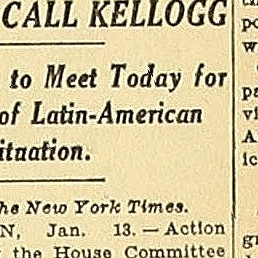 CALL KELLOGG
to Meet Today for
of Latin-American
ituation.
he New York Times.
N, Jan. 13. — Action
the House Committee